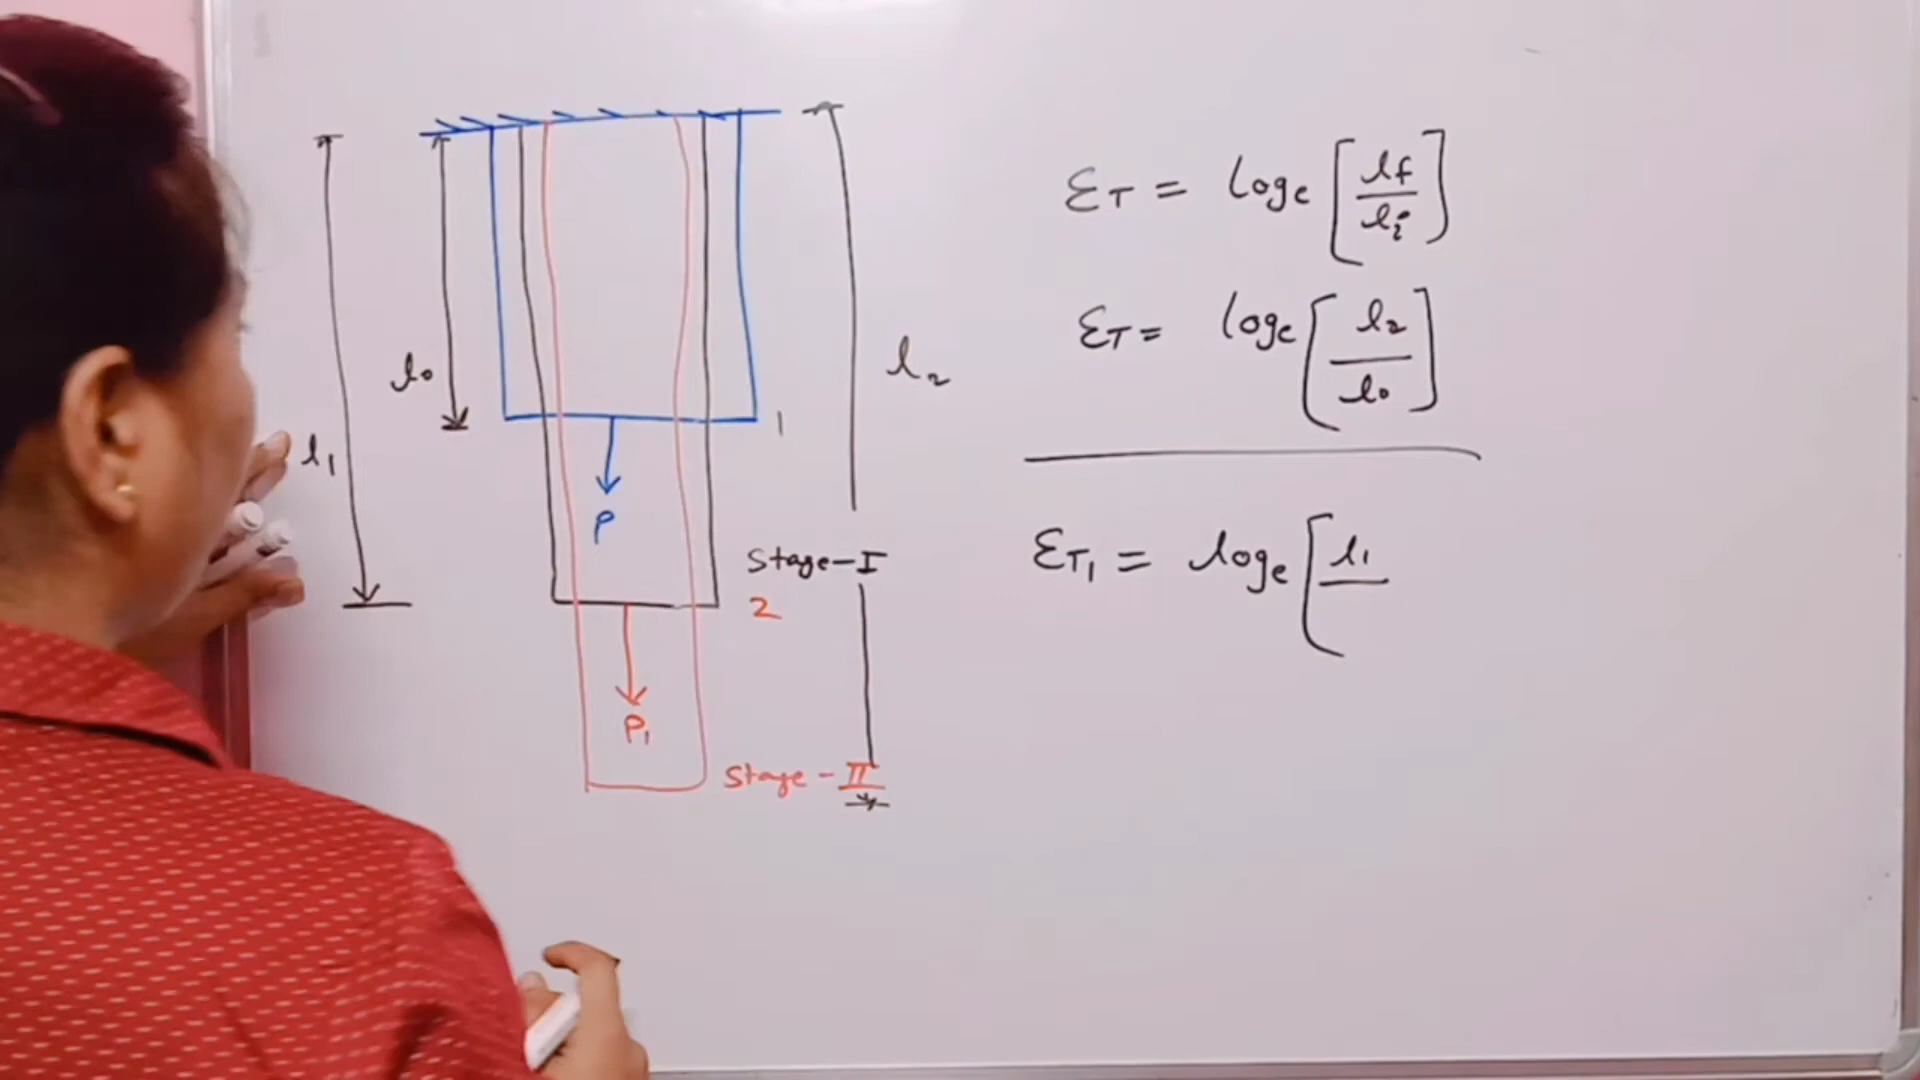 l₀
l₁
l₂
1
P
Stage-I
2
P₁
Stage-II
ε_T = log_e [l_f / l_i]
ε_T = log_e [l₂ / l₀]
ε_T₁ = log_e [l₁ /